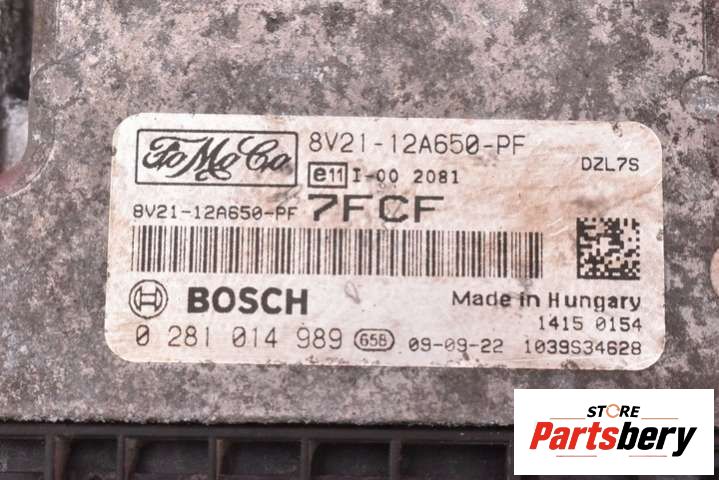 FoMoCo 8V21-12A650-PF
DZL7S
e11 I-00 2081
8V21-12A650-PF 7FCF
BOSCH Made in Hungary
1415 0154
0 281 014 989 658 09-09-22 1039S34628
STORE
Partsbery